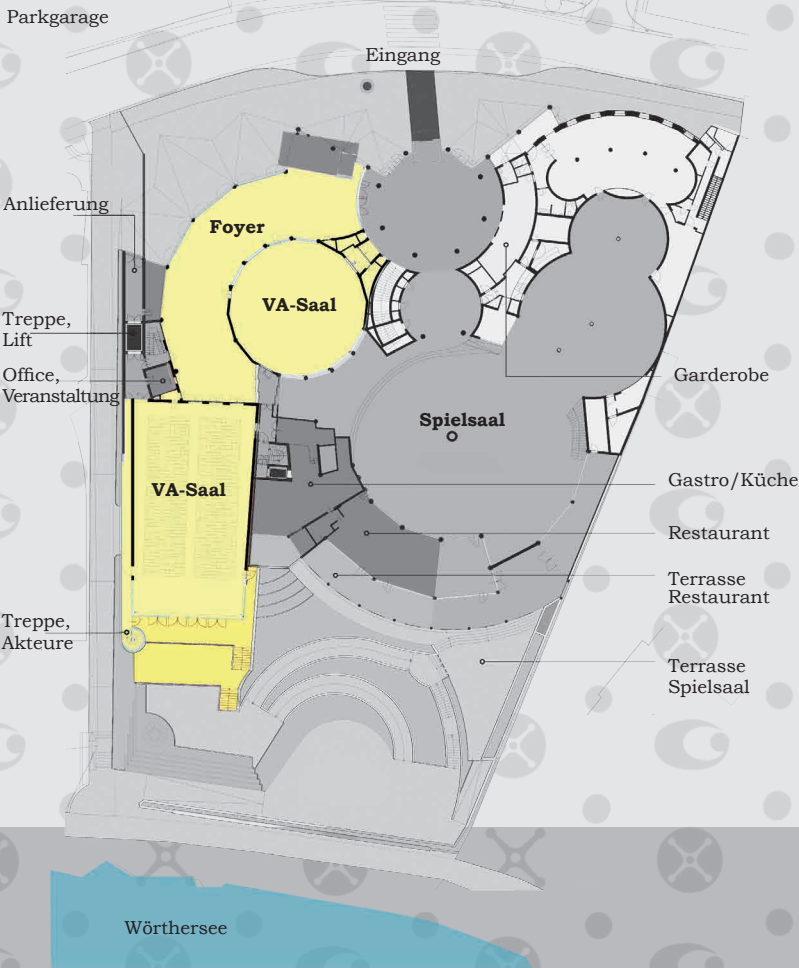 Parkgarage
Eingang
Anlieferung
Foyer
VA-Saal
Treppe,
Lift
Office,
Veranstaltung
Garderobe
Spielsaal
VA-Saal
Gastro/Küche
Restaurant
Terrasse
Restaurant
Treppe,
Akteure
Terrasse
Spielsaal
Wörthersee